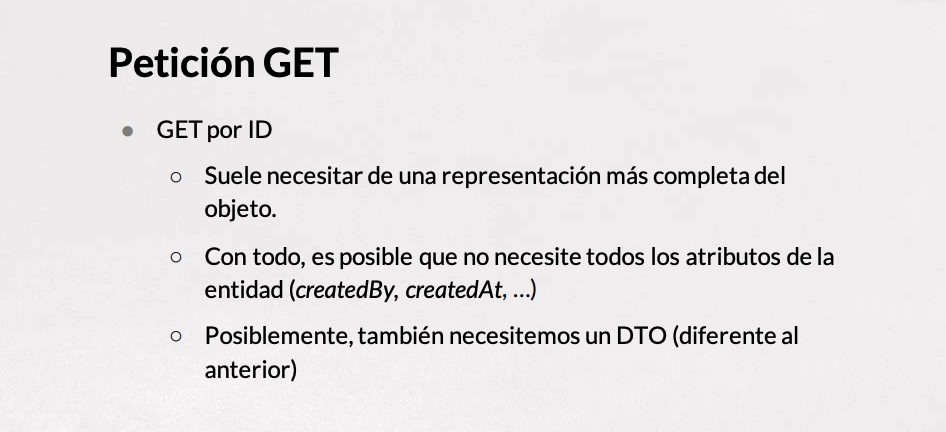 Petición GET
● GET por ID
○ Suele necesitar de una representación más completa del
objeto.
○ Con todo, es posible que no necesite todos los atributos de la
entidad (createdBy, createdAt, …)
○ Posiblemente, también necesitemos un DTO (diferente al
anterior)